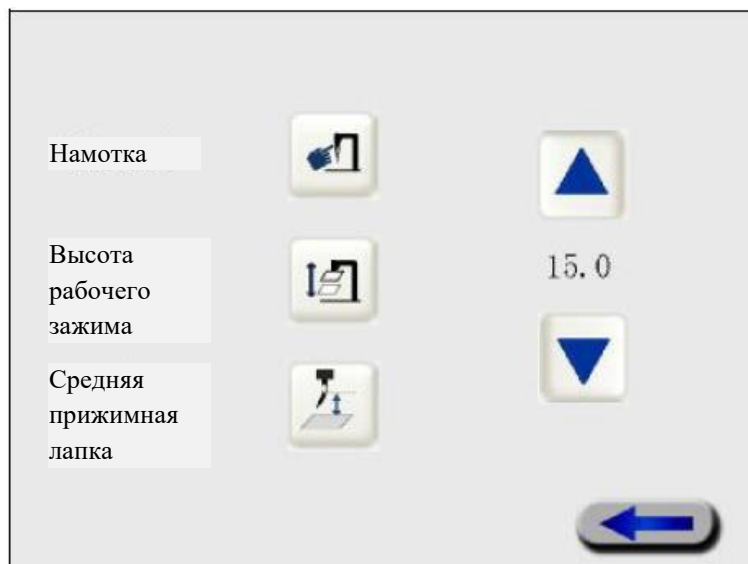 Намотка
Высота
рабочего
зажима
15.0
Средняя
прижимная
лапка